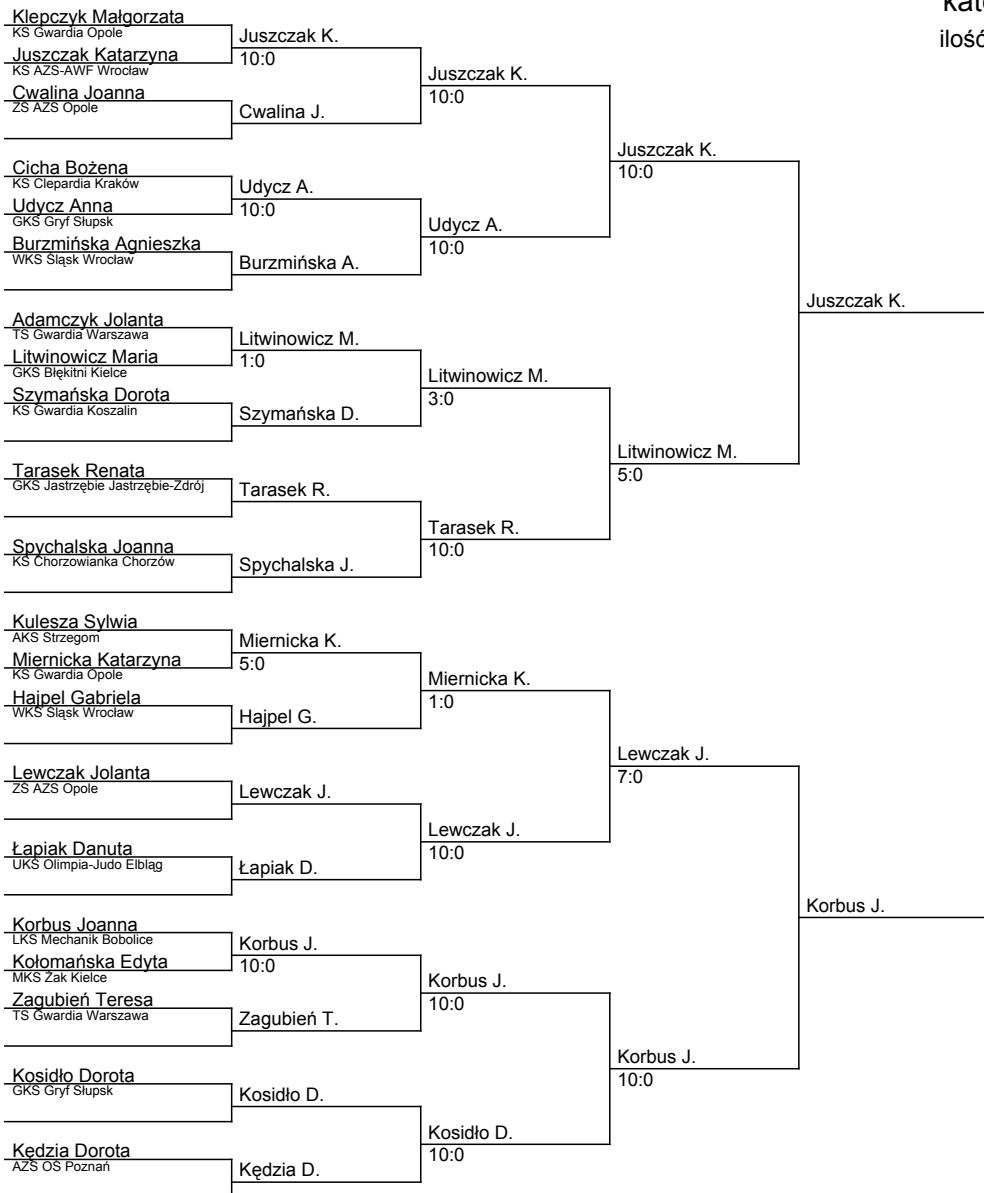 kat
ilość
Klepczyk Małgorzata
KS Gwardia Opole
Juszczak Katarzyna
KS AZS-AWF Wrocław
Cwalina Joanna
ZS AZS Opole
Cicha Bożena
KS Clepardia Kraków
Udycz Anna
GKS Gryf Słupsk
Burzmińska Agnieszka
WKS Śląsk Wrocław
Adamczyk Jolanta
TS Gwardia Warszawa
Litwinowicz Maria
GKS Błękitni Kielce
Szymańska Dorota
KS Gwardia Koszalin
Tarasek Renata
GKS Jastrzębie Jastrzębie-Zdrój
Spychalska Joanna
KS Chorzowianka Chorzów
Kulesza Sylwia
AKS Strzegom
Miernicka Katarzyna
KS Gwardia Opole
Hajpel Gabriela
WKS Śląsk Wrocław
Lewczak Jolanta
ZS AZS Opole
Łapiak Danuta
UKS Olimpia-Judo Elbląg
Korbus Joanna
LKS Mechanik Bobolice
Kołomańska Edyta
MKS Żak Kielce
Zagubień Teresa
TS Gwardia Warszawa
Kosidło Dorota
GKS Gryf Słupsk
Kędzia Dorota
AZS OŚ Poznań
Juszczak K.
10:0
Cwalina J.
Udycz A.
10:0
Burzmińska A.
Litwinowicz M.
1:0
Szymańska D.
Tarasek R.
Spychalska J.
Miernicka K.
5:0
Hajpel G.
Lewczak J.
Łapiak D.
Korbus J.
10:0
Zagubień T.
Kosidło D.
Kędzia D.
Juszczak K.
10:0
Udycz A.
10:0
Litwinowicz M.
3:0
Tarasek R.
10:0
Miernicka K.
1:0
Lewczak J.
10:0
Korbus J.
10:0
Kosidło D.
10:0
Juszczak K.
10:0
Litwinowicz M.
5:0
Lewczak J.
7:0
Korbus J.
10:0
Juszczak K.
Korbus J.